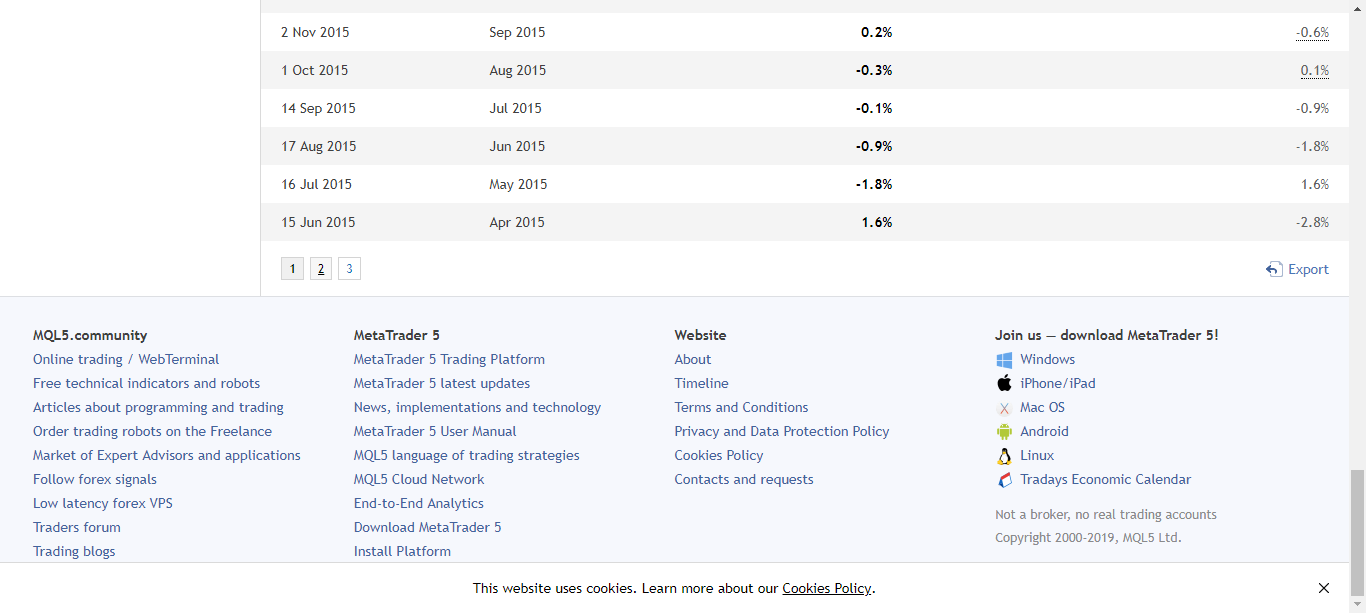 2 Nov 2015 Sep 2015 0.2% -0.6%
1 Oct 2015 Aug 2015 -0.3% 0.1%
14 Sep 2015 Jul 2015 -0.1% -0.9%
17 Aug 2015 Jun 2015 -0.9% -1.8%
16 Jul 2015 May 2015 -1.8% 1.6%
15 Jun 2015 Apr 2015 1.6% -2.8%
1 2 3 Export
MQL5.community
Online trading / WebTerminal
Free technical indicators and robots
Articles about programming and trading
Order trading robots on the Freelance
Market of Expert Advisors and applications
Follow forex signals
Low latency forex VPS
Traders forum
Trading blogs
MetaTrader 5
MetaTrader 5 Trading Platform
MetaTrader 5 latest updates
News, implementations and technology
MetaTrader 5 User Manual
MQL5 language of trading strategies
MQL5 Cloud Network
End-to-End Analytics
Download MetaTrader 5
Install Platform
Website
About
Timeline
Terms and Conditions
Privacy and Data Protection Policy
Cookies Policy
Contacts and requests
Join us — download MetaTrader 5!
Windows
iPhone/iPad
Mac OS
Android
Linux
Tradays Economic Calendar
Not a broker, no real trading accounts
Copyright 2000-2019, MQL5 Ltd.
This website uses cookies. Learn more about our Cookies Policy.